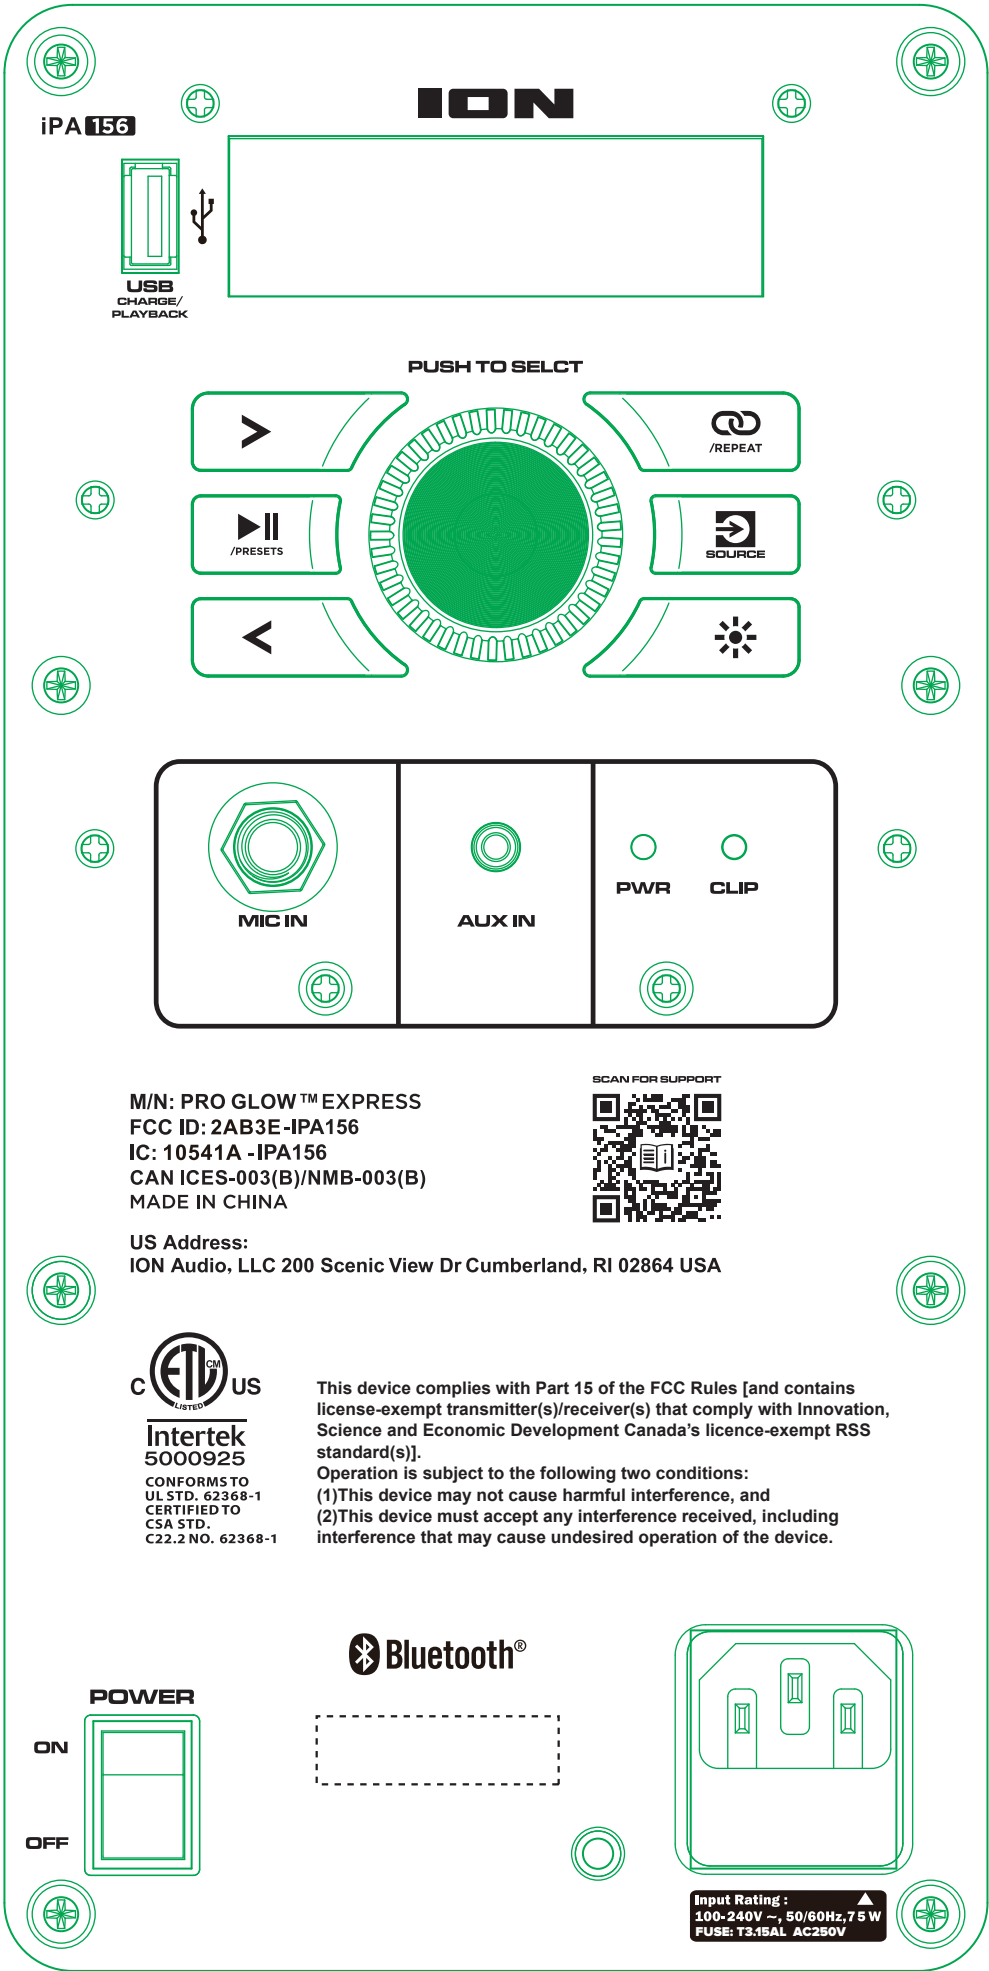 ION
iPA 156
USB
CHARGE/
PLAYBACK
PUSH TO SELCT
>
/REPEAT
/PRESETS
SOURCE
<
MIC IN
AUX IN
PWR
CLIP
SCAN FOR SUPPORT
M/N: PRO GLOW™ EXPRESS
FCC ID: 2AB3E-IPA156
IC: 10541A -IPA156
CAN ICES-003(B)/NMB-003(B)
MADE IN CHINA
US Address:
ION Audio, LLC 200 Scenic View Dr Cumberland, RI 02864 USA
C ETL CM US
LISTED
Intertek
5000925
CONFORMS TO
UL STD. 62368-1
CERTIFIED TO
CSA STD.
C22.2 NO. 62368-1
This device complies with Part 15 of the FCC Rules [and contains
license-exempt transmitter(s)/receiver(s) that comply with Innovation,
Science and Economic Development Canada's licence-exempt RSS
standard(s)].
Operation is subject to the following two conditions:
(1)This device may not cause harmful interference, and
(2)This device must accept any interference received, including
interference that may cause undesired operation of the device.
Bluetooth®
POWER
ON
OFF
Input Rating :
100-240V ~, 50/60Hz,75 W
FUSE: T3.15AL AC250V